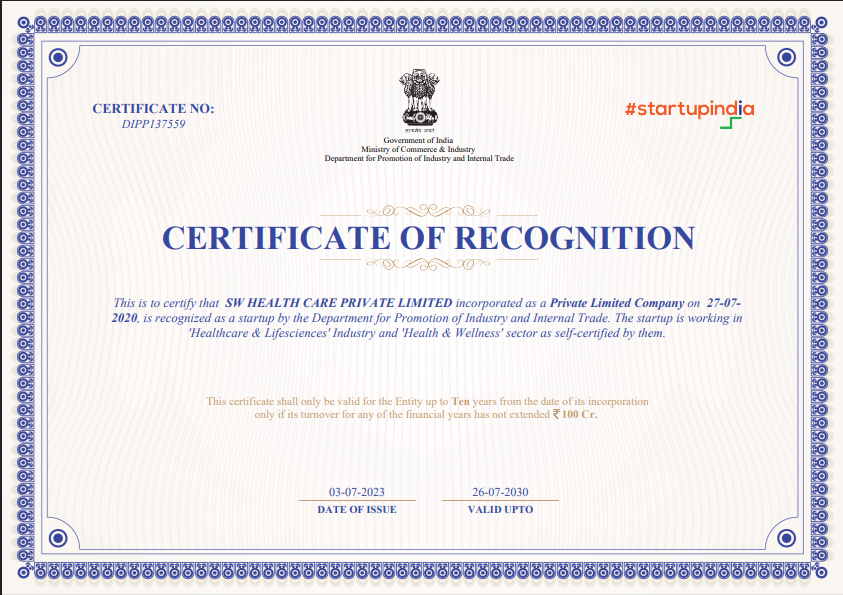 CERTIFICATE NO:
DIPP137559
#startupindia
सत्यमेव जयते
Government of India
Ministry of Commerce & Industry
Department for Promotion of Industry and Internal Trade
CERTIFICATE OF RECOGNITION
This is to certify that SW HEALTH CARE PRIVATE LIMITED incorporated as a Private Limited Company on 27-07-
2020, is recognized as a startup by the Department for Promotion of Industry and Internal Trade. The startup is working in
'Healthcare & Lifesciences' Industry and 'Health & Wellness' sector as self-certified by them.
This certificate shall only be valid for the Entity up to Ten years from the date of its incorporation
only if its turnover for any of the financial years has not extended ₹100 Cr.
03-07-2023 26-07-2030
DATE OF ISSUE VALID UPTO